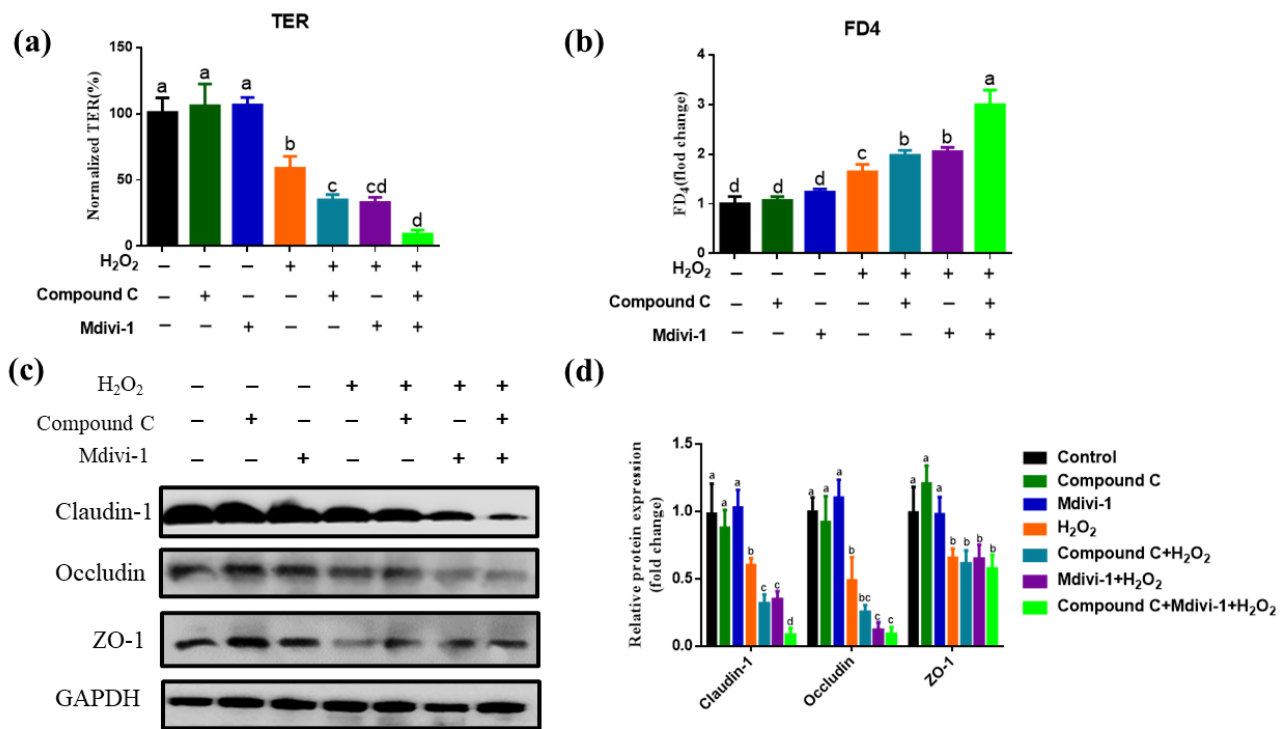 (a)
TER
Normalized TER(%)
150
100
50
0
a a a b c cd d
H₂O₂ – – – + + + +
Compound C – + – – + – +
Mdivi-1 – – + – – + +
(b)
FD4
FD₄(flod change)
4
3
2
1
0
d d d c b b a
H₂O₂ – – – + + + +
Compound C – + – – + – +
Mdivi-1 – – + – – + +
(c)
H₂O₂ – – – + + + +
Compound C – + – – + – +
Mdivi-1 – – + – – + +
Claudin-1
Occludin
ZO-1
GAPDH
(d)
Relative protein expression
(fold change)
1.5
1.0
0.5
0.0
a a a b c c d
a a a b bc c c
a a a b b b b
Claudin-1
Occludin
ZO-1
Control
Compound C
Mdivi-1
H₂O₂
Compound C+H₂O₂
Mdivi-1+H₂O₂
Compound C+Mdivi-1+H₂O₂